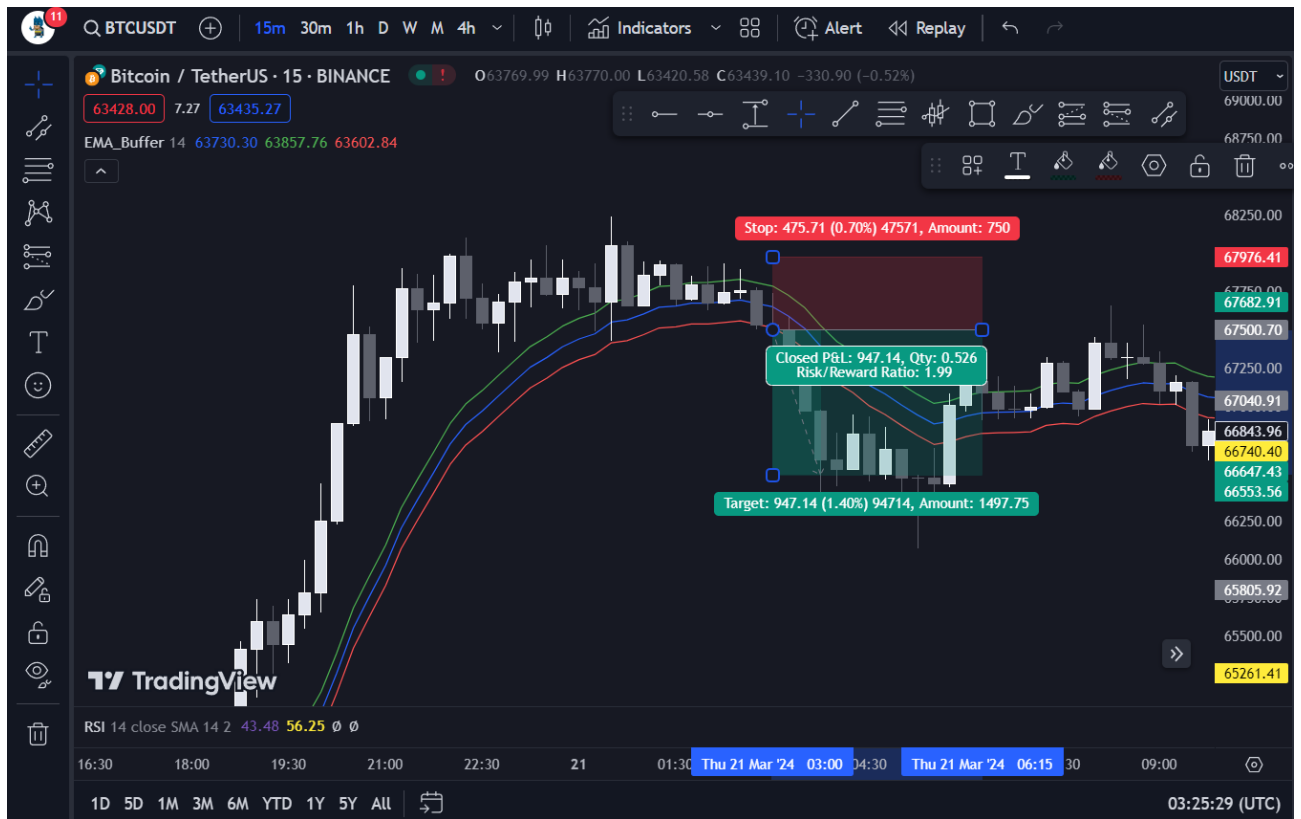 11
BTCUSDT 15m 30m 1h D W M 4h Indicators Alert Replay
Bitcoin / TetherUS · 15 · BINANCE ! O63769.99 H63770.00 L63420.58 C63439.10 −330.90 (−0.52%)
USDT
63428.00 7.27 63435.27
69000.00
EMA_Buffer 14 63730.30 63857.76 63602.84
68750.00
T
68250.00
Stop: 475.71 (0.70%) 47571, Amount: 750
67976.41
67750.00
67682.91
67500.70
Closed P&L: 947.14, Qty: 0.526
Risk/Reward Ratio: 1.99
67250.00
67040.91
66843.96
66740.40
66647.43
66553.56
Target: 947.14 (1.40%) 94714, Amount: 1497.75
66250.00
66000.00
65805.92
65500.00
65261.41
T
TradingView
RSI 14 close SMA 14 2 43.48 56.25 Ø Ø
16:30 18:00 19:30 21:00 22:30 21 01:30 Thu 21 Mar '24 03:00 04:30 Thu 21 Mar '24 06:15 30 09:00
1D 5D 1M 3M 6M YTD 1Y 5Y All 03:25:29 (UTC)